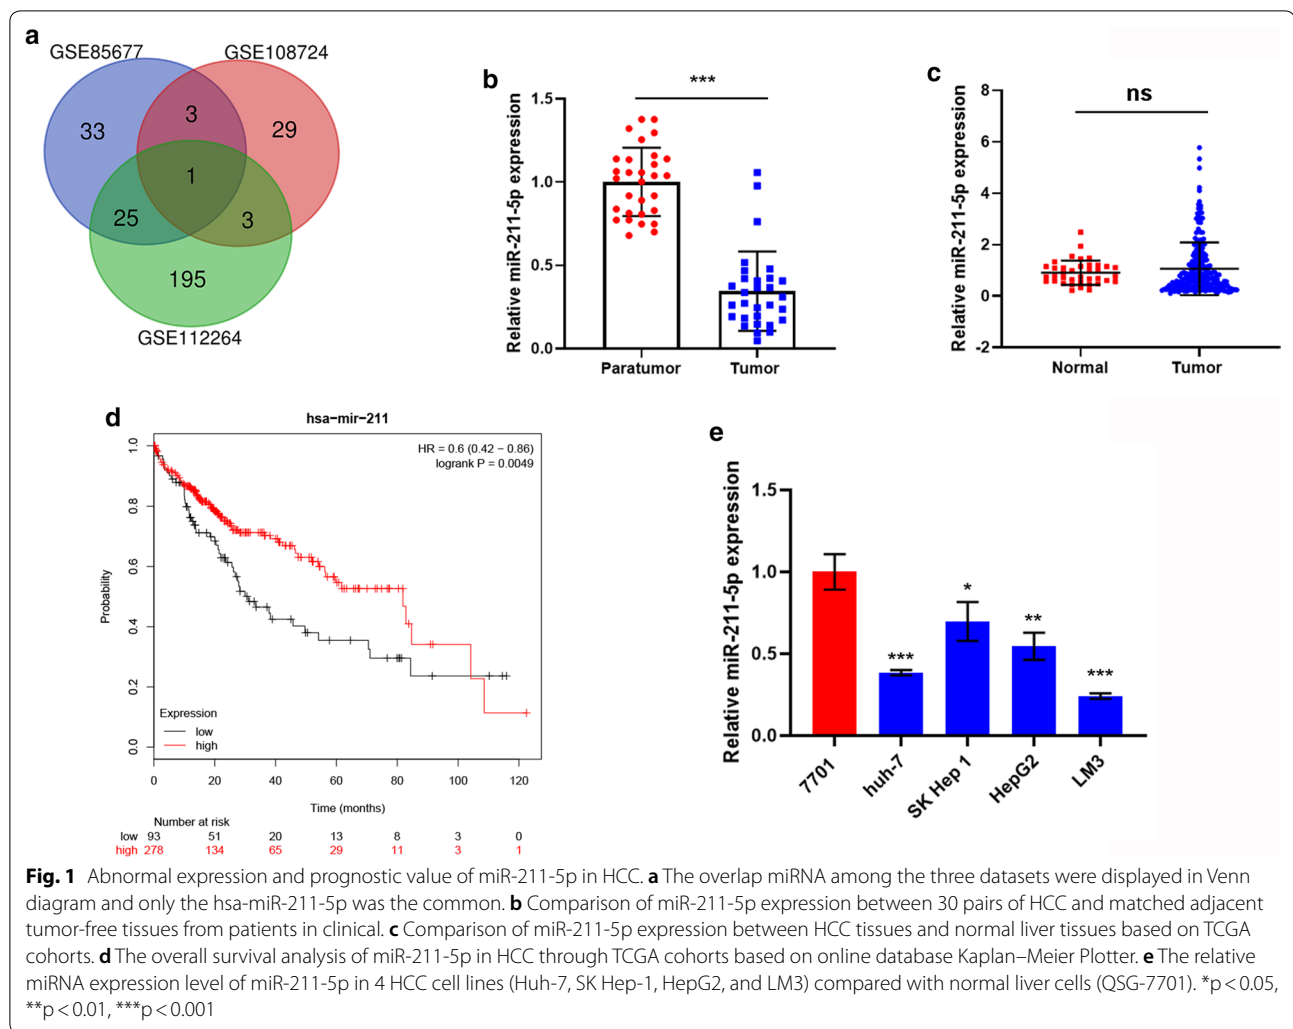 a
GSE85677
GSE108724
33
3
29
1
25
3
195
GSE112264
b
***
Relative miR-211-5p expression
1.5
1.0
0.5
0.0
Paratumor
Tumor
c
ns
Relative miR-211-5p expression
8
6
4
2
0
-2
Normal
Tumor
d
hsa−mir−211
HR = 0.6 (0.42 − 0.86)
logrank P = 0.0049
Probability
1.0
0.8
0.6
0.4
0.2
0.0
Expression
low
high
0 20 40 60 80 100 120
Time (months)
Number at risk
low 93 51 20 13 8 3 0
high 278 134 65 29 11 3 1
e
Relative miR-211-5p expression
1.5
1.0
0.5
0.0
***
*
**
***
7701
huh-7
SK Hep 1
HepG2
LM3
Fig. 1 Abnormal expression and prognostic value of miR-211-5p in HCC. a The overlap miRNA among the three datasets were displayed in Venn
diagram and only the hsa-miR-211-5p was the common. b Comparison of miR-211-5p expression between 30 pairs of HCC and matched adjacent
tumor-free tissues from patients in clinical. c Comparison of miR-211-5p expression between HCC tissues and normal liver tissues based on TCGA
cohorts. d The overall survival analysis of miR-211-5p in HCC through TCGA cohorts based on online database Kaplan–Meier Plotter. e The relative
miRNA expression level of miR-211-5p in 4 HCC cell lines (Huh-7, SK Hep-1, HepG2, and LM3) compared with normal liver cells (QSG-7701). *p < 0.05,
**p < 0.01, ***p < 0.001